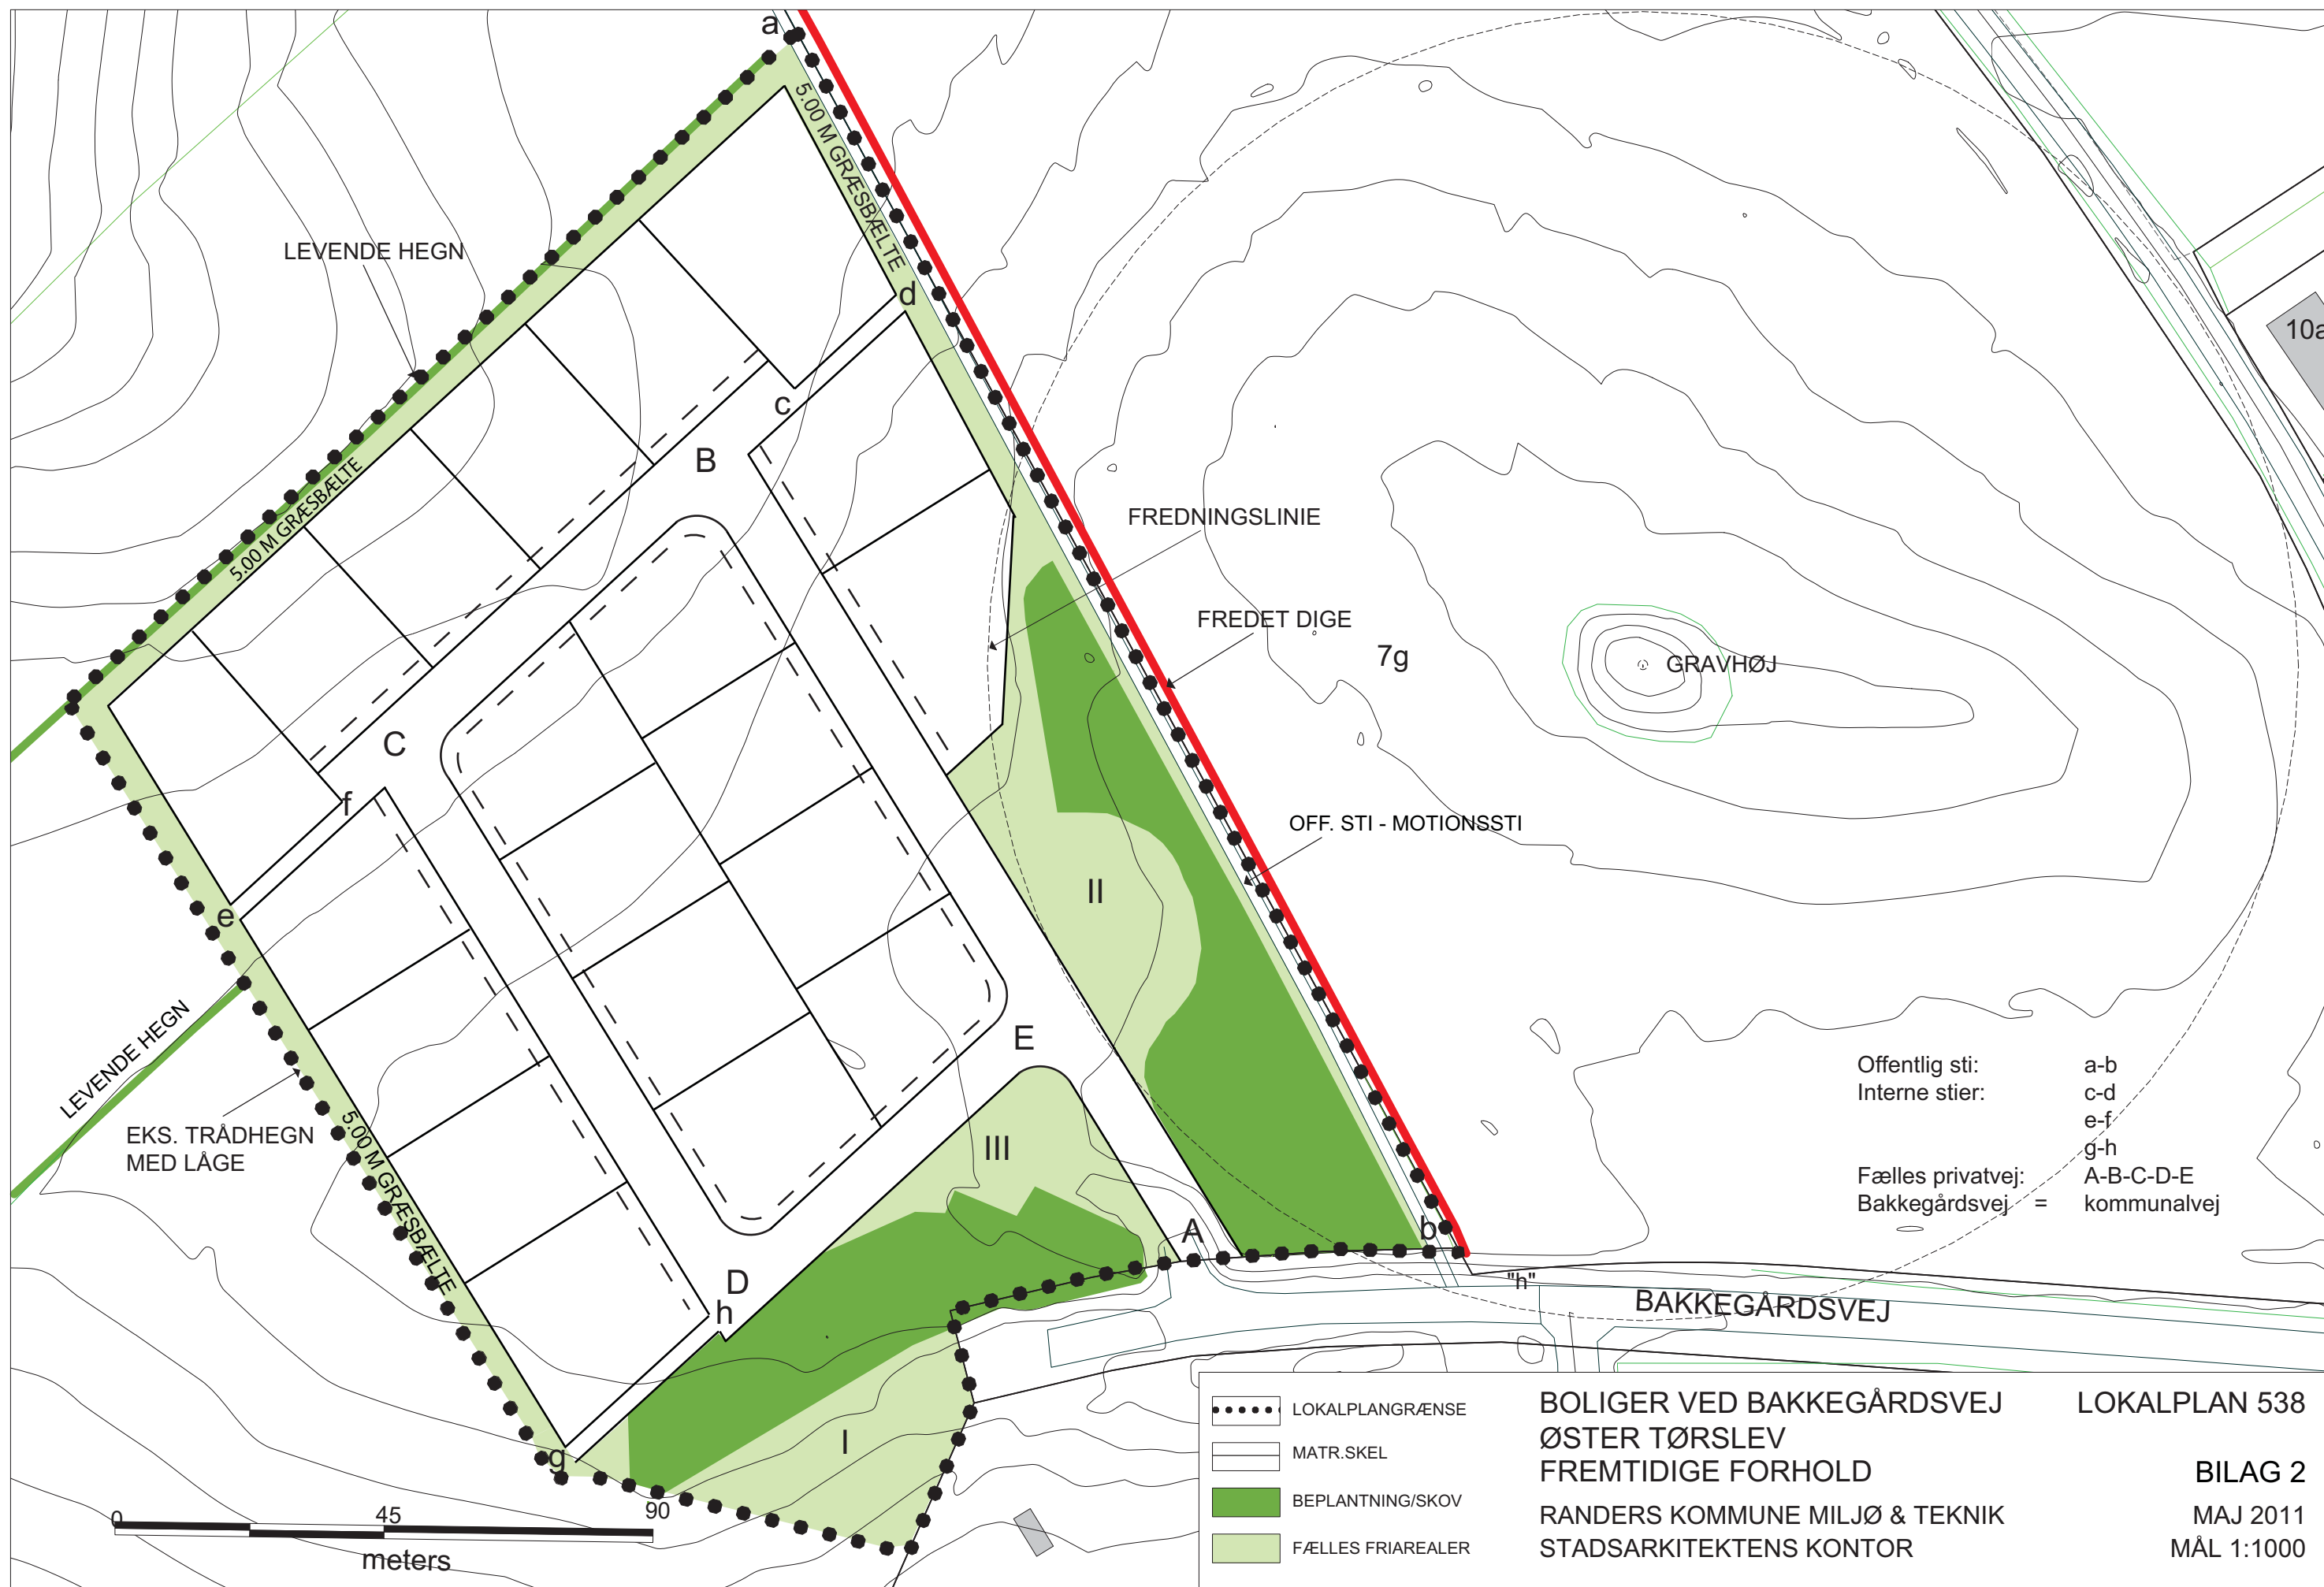 a
5.00 M GRÆSBÆLTE
LEVENDE HEGN
d
10a
c
B
5.00 M GRÆSBÆLTE
FREDNINGSLINIE
FREDET DIGE
7g
GRAVHØJ
C
f
OFF. STI - MOTIONSSTI
II
e
LEVENDE HEGN
E
EKS. TRÅDHEGN
MED LÅGE
5.00 M GRÆSBÆLTE
III
Offentlig sti: a-b
Interne stier: c-d
e-f
g-h
Fælles privatvej: A-B-C-D-E
Bakkegårdsvej = kommunalvej
A
b
D
h
"h"
BAKKEGÅRDSVEJ
I
g
0 45 90
meters
LOKALPLANGRÆNSE
MATR.SKEL
BEPLANTNING/SKOV
FÆLLES FRIAREALER
BOLIGER VED BAKKEGÅRDSVEJ LOKALPLAN 538
ØSTER TØRSLEV
FREMTIDIGE FORHOLD BILAG 2
RANDERS KOMMUNE MILJØ & TEKNIK MAJ 2011
STADSARKITEKTENS KONTOR MÅL 1:1000